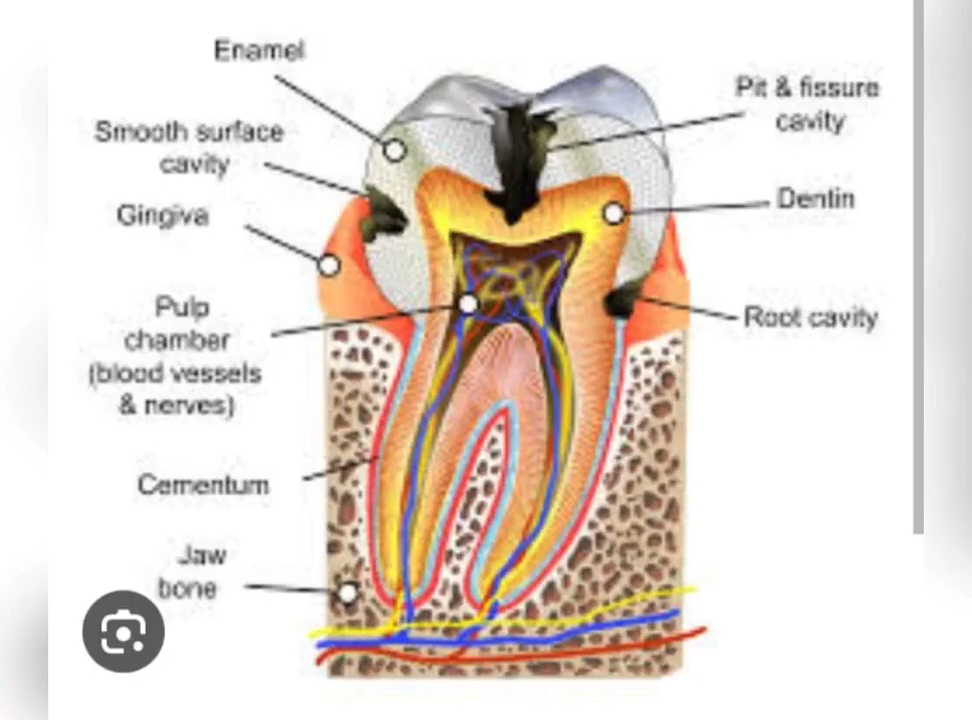 Enamel
Smooth surface
cavity
Gingiva
Pulp
chamber
(blood vessels
& nerves)
Cementum
Jaw
bone
Pit & fissure
cavity
Dentin
Root cavity